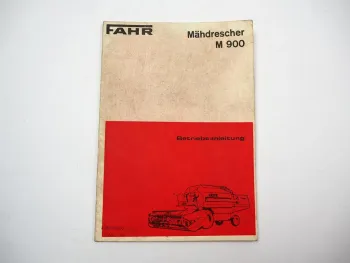 FAHR
Mähdrescher
M 900
Betriebsanleitung